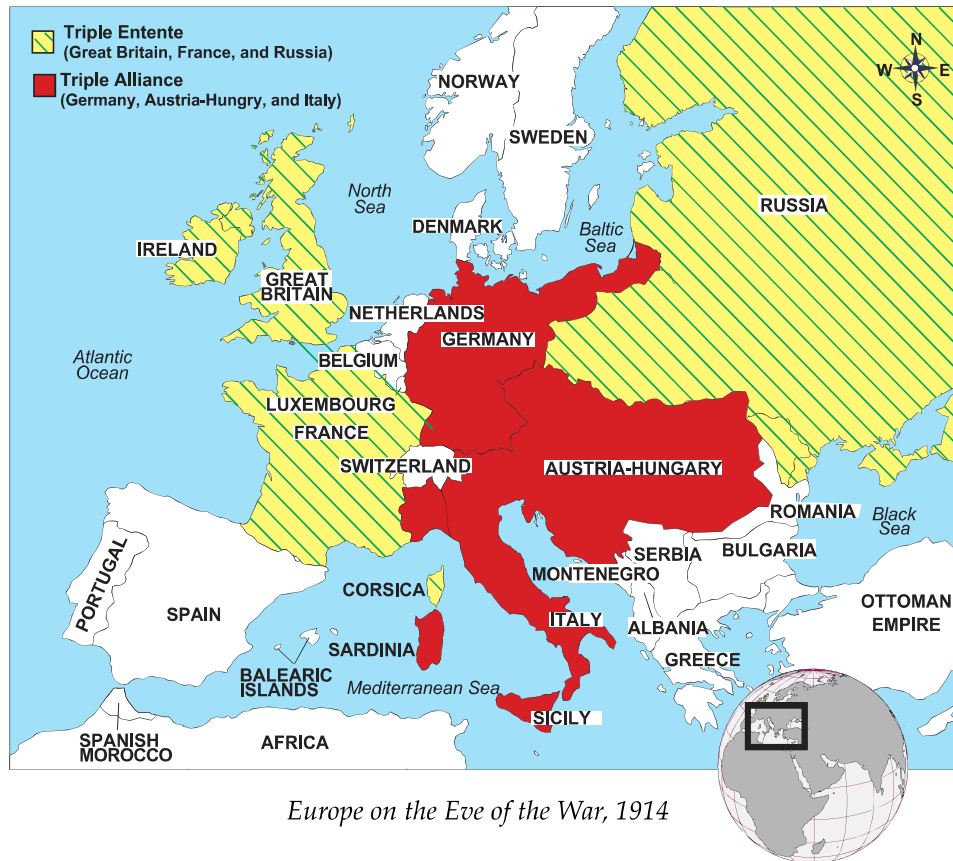 Triple Entente
(Great Britain, France, and Russia)
Triple Alliance
(Germany, Austria-Hungry, and Italy)
N
W
E
S
NORWAY
SWEDEN
North
Sea
RUSSIA
DENMARK
Baltic
Sea
IRELAND
GREAT
BRITAIN
NETHERLANDS
GERMANY
Atlantic
Ocean
BELGIUM
LUXEMBOURG
FRANCE
SWITZERLAND
AUSTRIA-HUNGARY
ROMANIA
Black
Sea
SERBIA
BULGARIA
MONTENEGRO
PORTUGAL
SPAIN
CORSICA
ITALY
OTTOMAN
EMPIRE
ALBANIA
SARDINIA
GREECE
BALEARIC
ISLANDS
Mediterranean Sea
SICILY
SPANISH
MOROCCO
AFRICA
Europe on the Eve of the War, 1914